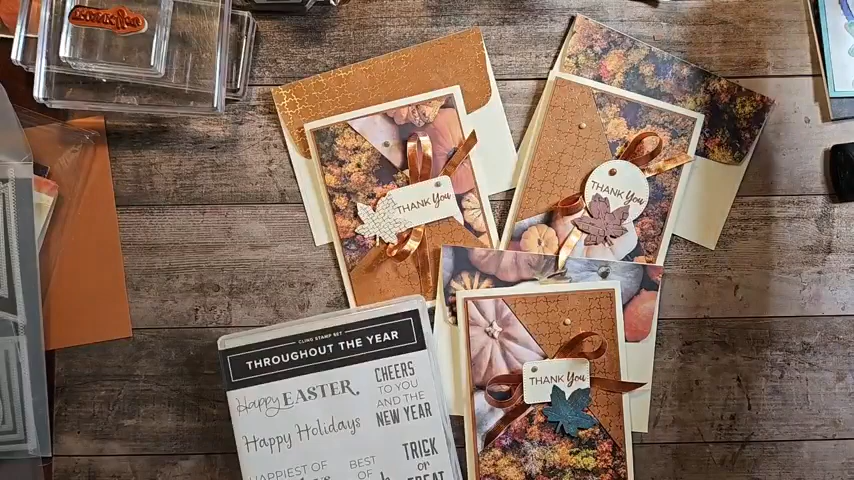 THANK You
THANK You
THANK You
CLING STAMP SET
THROUGHOUT THE YEAR
Happy EASTER
CHEERS
TO YOU
AND THE
NEW YEAR
Happy Holidays
HAPPIEST OF
BEST
OF
TRICK
or